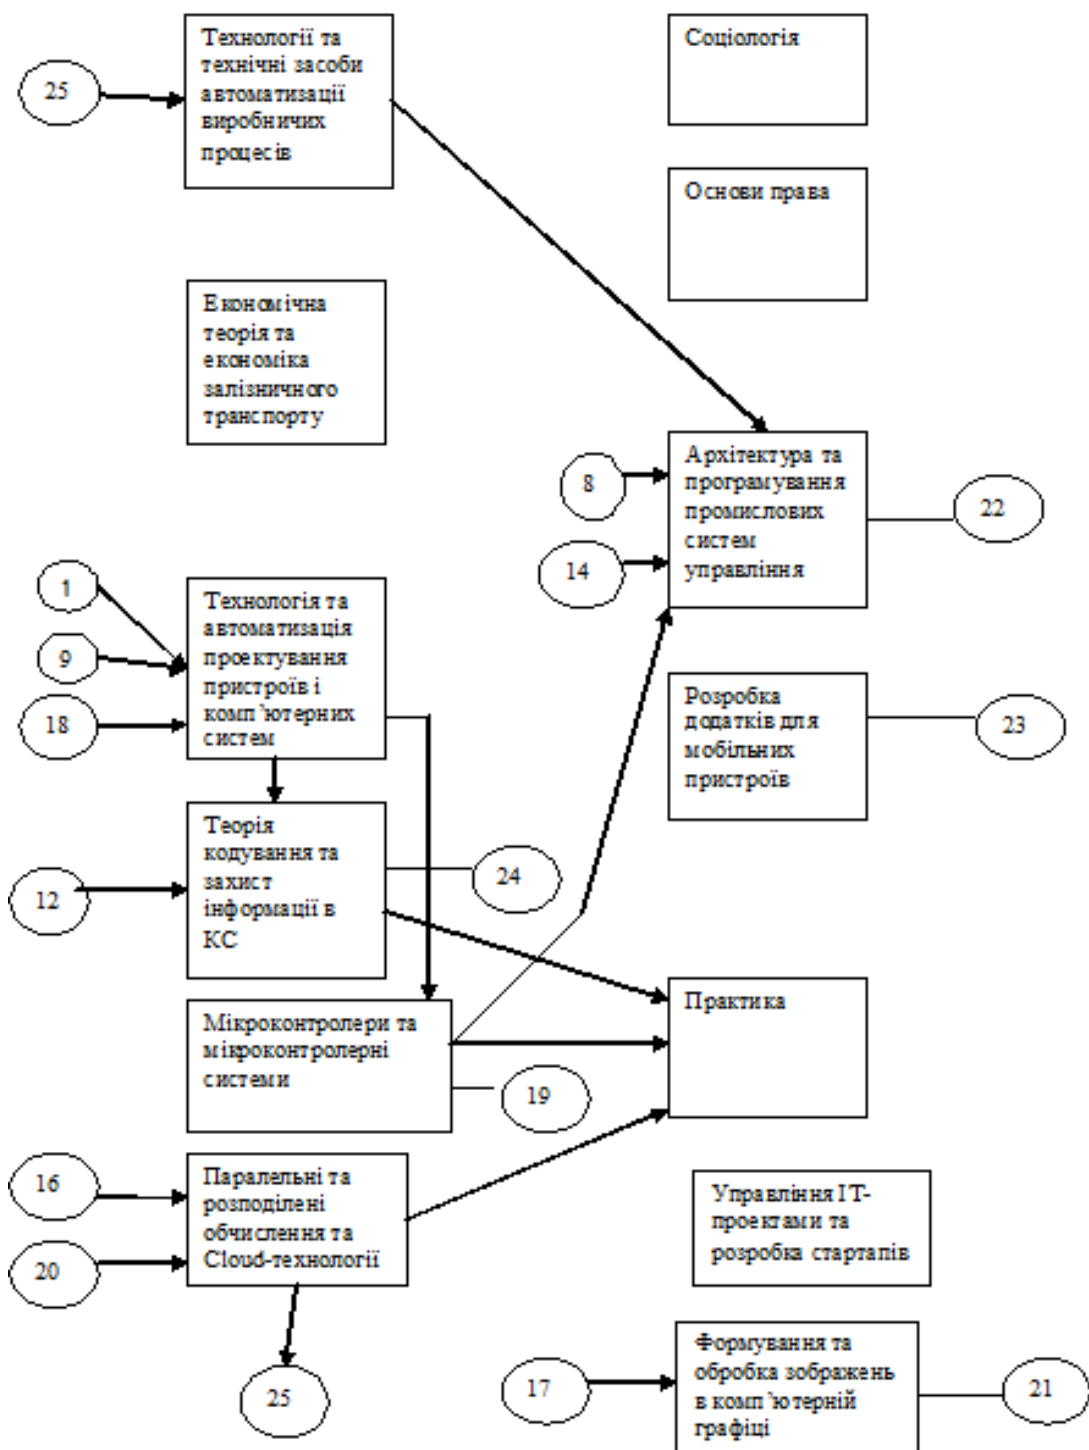 Технології та
технічні засоби
автоматизації
виробничих
процесів
25
Соціологія
Основи права
Економічна
теорія та
економіка
залізничного
транспорту
Архітектура та
програмування
промислових
систем
управління
8
14
22
1
9
18
Технологія та
автоматизація
проектування
пристроїв і
комп’ютерних
систем
Розробка
додатків для
мобільних
пристроїв
23
Теорія
кодування та
захист
інформації в
КС
12
24
Мікроконтролери та
мікроконтролерні
системи
19
Практика
16
20
Паралельні та
розподілені
обчислення та
Cloud-технології
25
Управління ІТ-
проектами та
розробка стартапів
17
Формування та
обробка зображень
в комп’ютерній
графіці
21